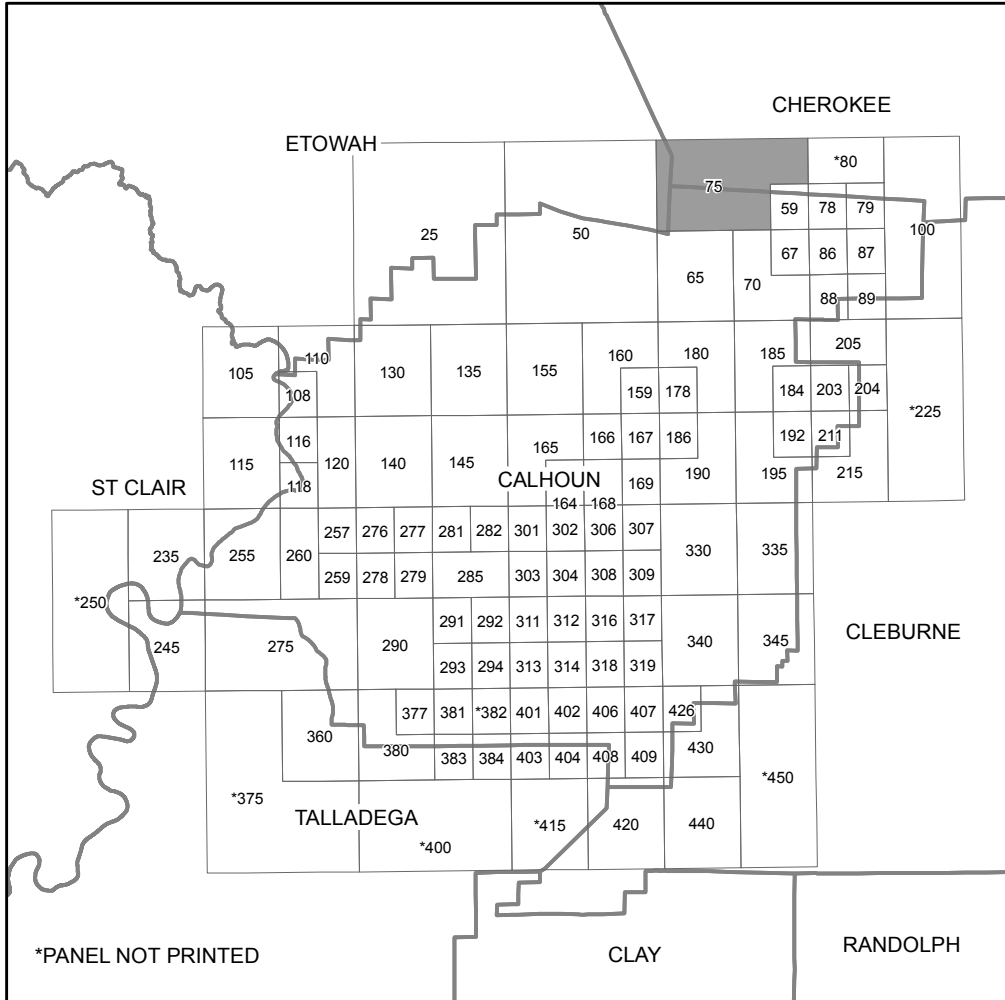 CHEROKEE
ETOWAH
*80
75
59 78 79
25 50 100
67 86 87
65 70
88 89
110 160 180 185 205
105 130 135 155
108 159 178 184 203 204
*225
116 166 167 186 192 211
115 120 140 145 165
ST CLAIR 118 CALHOUN 169 190 195 215
164 168
257 276 277 281 282 301 302 306 307
235 255 260 330 335
259 278 279 285 303 304 308 309
*250
291 292 311 312 316 317
245 275 290 340 345 CLEBURNE
293 294 313 314 318 319
377 381 *382 401 402 406 407 426
360 380 430
383 384 403 404 408 409
*375 *450
TALLADEGA *415 420 440
*400
*PANEL NOT PRINTED CLAY RANDOLPH